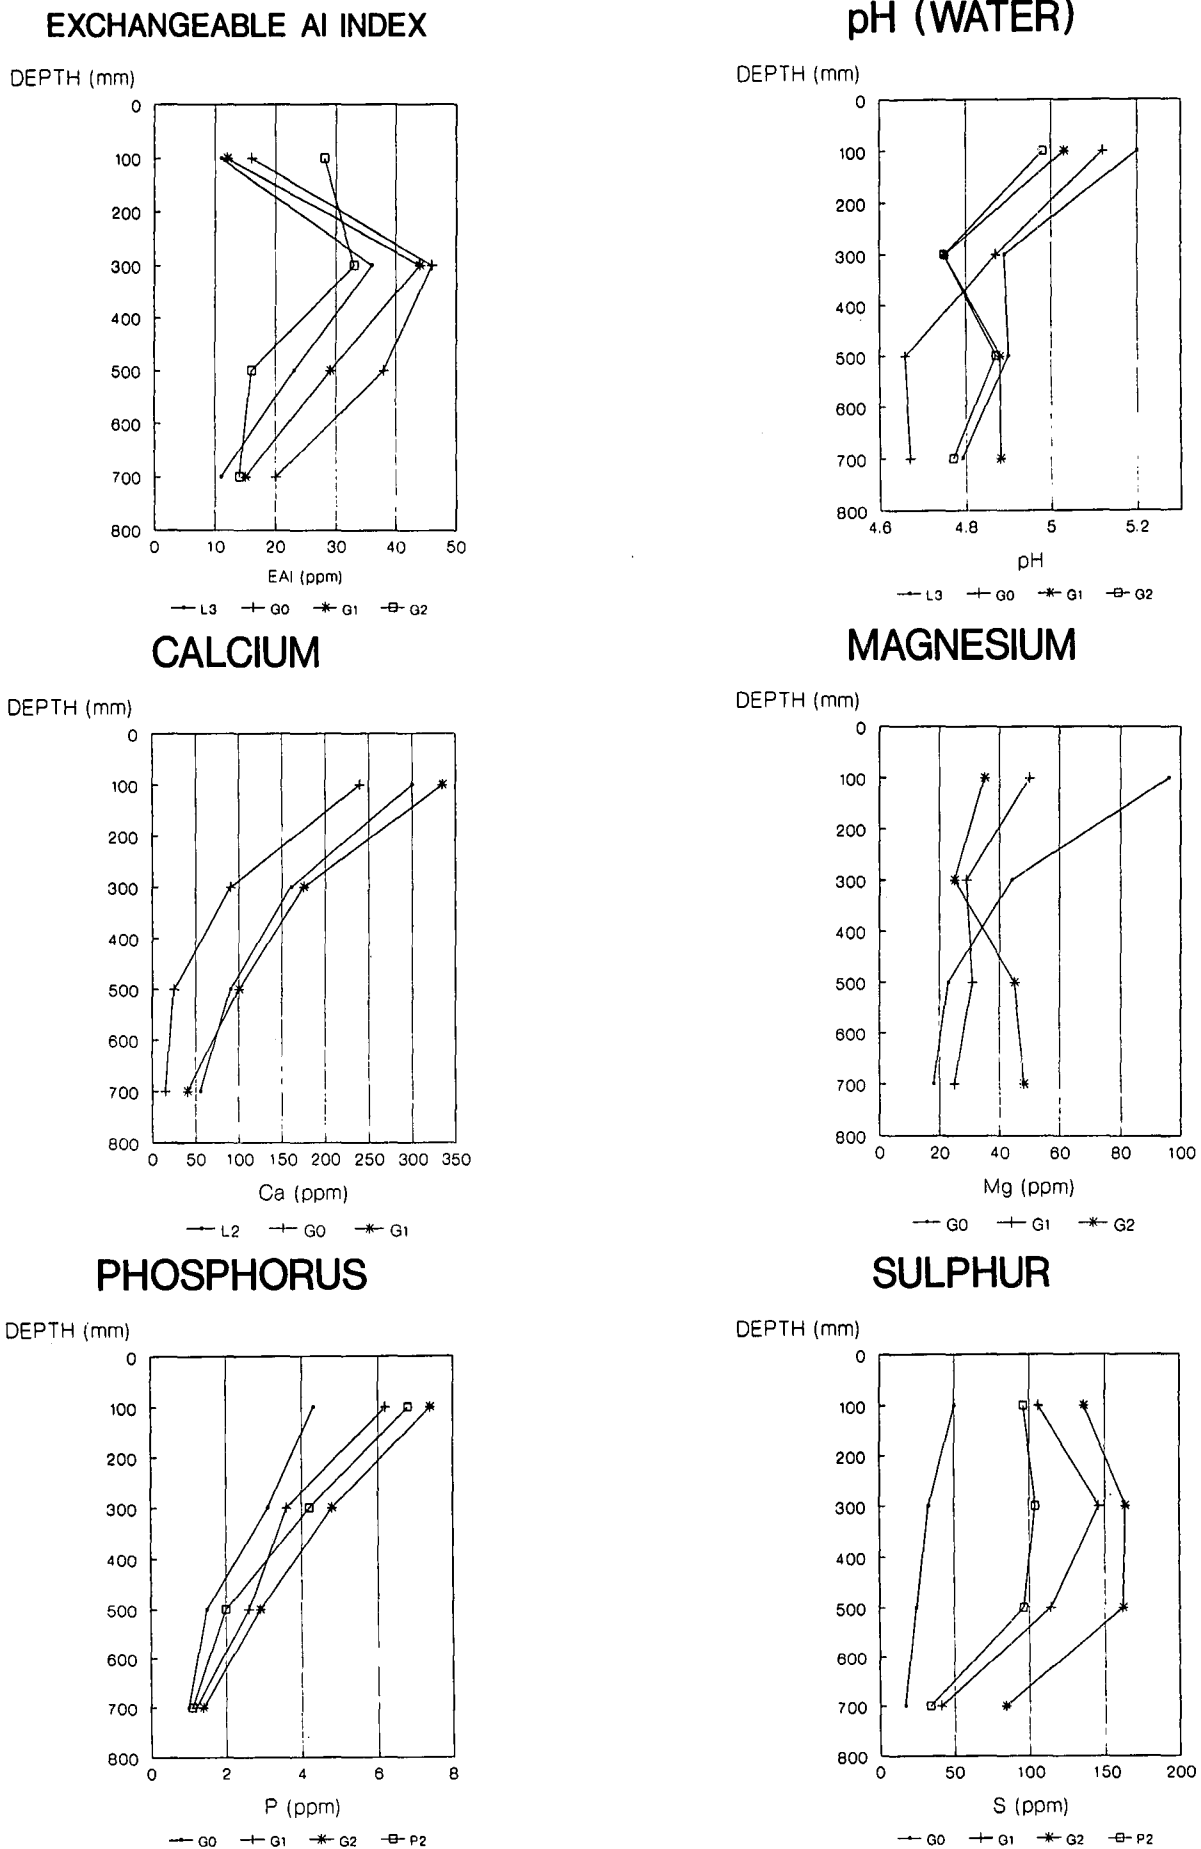 EXCHANGEABLE Al INDEX
DEPTH (mm)
0
100
200
300
400
500
600
700
800
0 10 20 30 40 50
EAl (ppm)
L3 G0 G1 G2
pH (WATER)
DEPTH (mm)
0
100
200
300
400
500
600
700
800
4.6 4.8 5 5.2
pH
L3 G0 G1 G2
CALCIUM
DEPTH (mm)
0
100
200
300
400
500
600
700
800
0 50 100 150 200 250 300 350
Ca (ppm)
L2 G0 G1
MAGNESIUM
DEPTH (mm)
0
100
200
300
400
500
600
700
800
0 20 40 60 80 100
Mg (ppm)
G0 G1 G2
PHOSPHORUS
DEPTH (mm)
0
100
200
300
400
500
600
700
800
0 2 4 6 8
P (ppm)
G0 G1 G2 P2
SULPHUR
DEPTH (mm)
0
100
200
300
400
500
600
700
800
0 50 100 150 200
S (ppm)
G0 G1 G2 P2